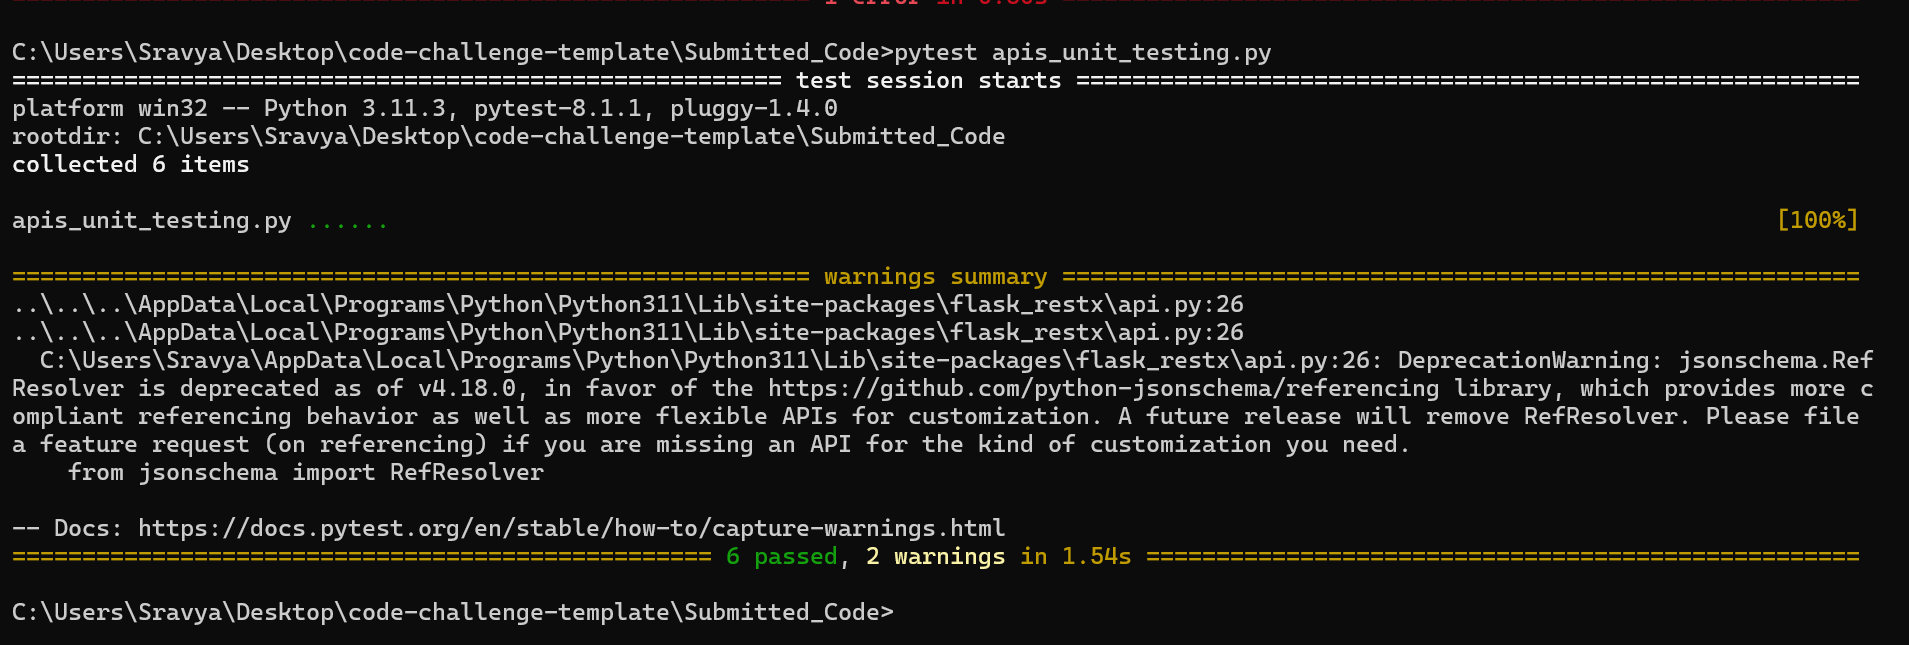 1 error in 0.80s
C:\Users\Sravya\Desktop\code-challenge-template\Submitted_Code>pytest apis_unit_testing.py
======================================================= test session starts ========================================================
platform win32 -- Python 3.11.3, pytest-8.1.1, pluggy-1.4.0
rootdir: C:\Users\Sravya\Desktop\code-challenge-template\Submitted_Code
collected 6 items
apis_unit_testing.py ...... [100%]
========================================================= warnings summary =========================================================
..\..\..\AppData\Local\Programs\Python\Python311\Lib\site-packages\flask_restx\api.py:26
..\..\..\AppData\Local\Programs\Python\Python311\Lib\site-packages\flask_restx\api.py:26
  C:\Users\Sravya\AppData\Local\Programs\Python\Python311\Lib\site-packages\flask_restx\api.py:26: DeprecationWarning: jsonschema.Ref
Resolver is deprecated as of v4.18.0, in favor of the https://github.com/python-jsonschema/referencing library, which provides more c
ompliant referencing behavior as well as more flexible APIs for customization. A future release will remove RefResolver. Please file
a feature request (on referencing) if you are missing an API for the kind of customization you need.
    from jsonschema import RefResolver
-- Docs: https://docs.pytest.org/en/stable/how-to/capture-warnings.html
================================================== 6 passed, 2 warnings in 1.54s ===================================================
C:\Users\Sravya\Desktop\code-challenge-template\Submitted_Code>